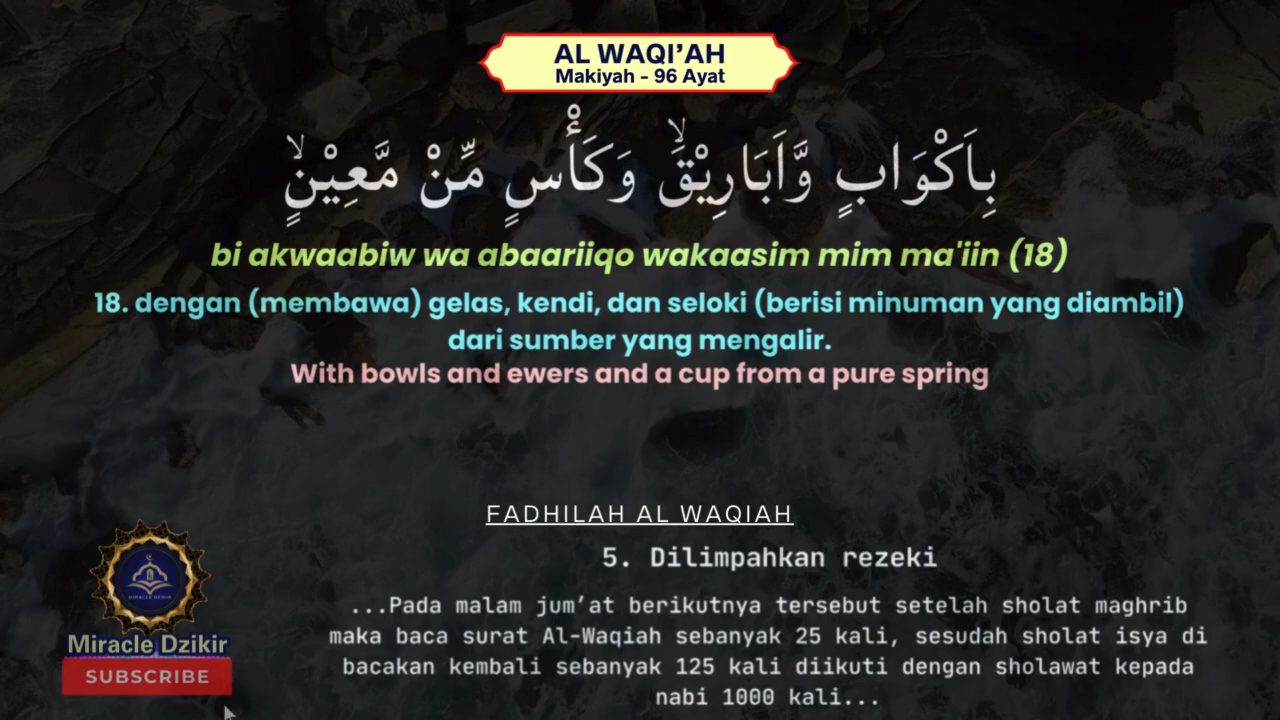 AL WAQI’AH
Makiyah - 96 Ayat
بِاَكْوَابٍ وَّاَبَارِيْقَۙ وَكَأْسٍ مِّنْ مَّعِيْنٍۙ
bi akwaabiw wa abaariiqo wakaasim mim ma'iin (18)
18. dengan (membawa) gelas, kendi, dan seloki (berisi minuman yang diambil)
dari sumber yang mengalir.
With bowls and ewers and a cup from a pure spring
FADHILAH AL WAQIAH
5. Dilimpahkan rezeki
...Pada malam jum’at berikutnya tersebut setelah sholat maghrib
maka baca surat Al-Waqiah sebanyak 25 kali, sesudah sholat isya di
bacakan kembali sebanyak 125 kali diikuti dengan sholawat kepada
nabi 1000 kali...
MIRACLE DZIKIR
Miracle Dzikir
SUBSCRIBE